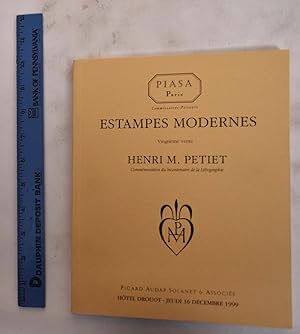 PIASA
Paris
Commissaires-Priseurs
ESTAMPES MODERNES
Vingtième vente
HENRI M. PETIET
Commémoration du bicentenaire de la Lithographie
P
M
PICARD AUDAP SOLANET & ASSOCIÉS
HÔTEL DROUOT - JEUDI 16 DÉCEMBRE 1999
BANK OF PENNSYLVANIA
DAUPHIN DEPOSIT BANK